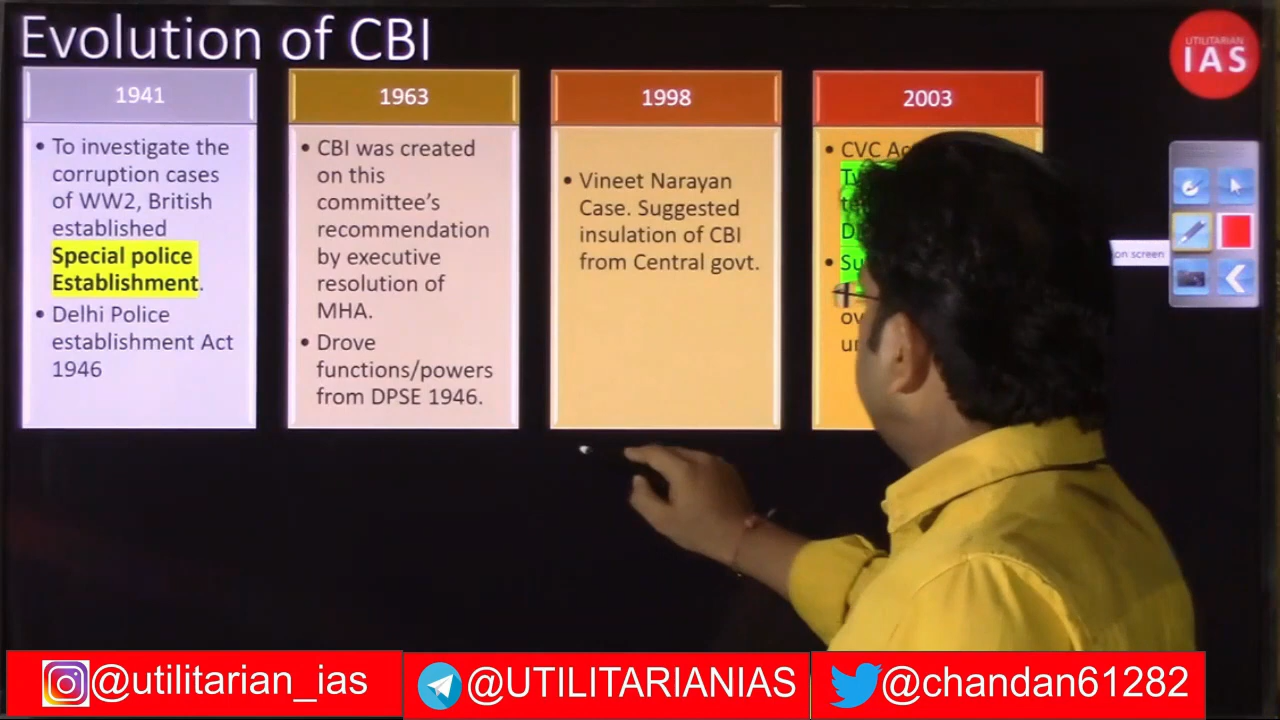 Evolution of CBI
UTILITARIAN
IAS
1941
• To investigate the
corruption cases
of WW2, British
established
Special police
Establishment.
• Delhi Police
establishment Act
1946
1963
• CBI was created
on this
committee's
recommendation
by executive
resolution of
MHA.
• Drove
functions/powers
from DPSE 1946.
1998
• Vineet Narayan
Case. Suggested
insulation of CBI
from Central govt.
2003
• CVC
on screen
@utilitarian_ias
@UTILITARIANIAS
@chandan61282